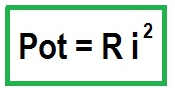 Pot = R i²